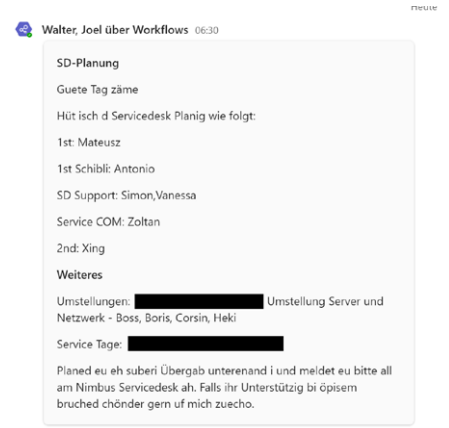 Heute
Walter, Joel über Workflows 06:30
SD-Planung
Guete Tag zäme
Hüt isch d Servicedesk Planig wie folgt:
1st: Mateusz
1st Schibli: Antonio
SD Support: Simon,Vanessa
Service COM: Zoltan
2nd: Xing
Weiteres
Umstellungen: Umstellung Server und
Netzwerk - Boss, Boris, Corsin, Heki
Service Tage:
Planed eu eh suberi Übergab unterenand i und meldet eu bitte all
am Nimbus Servicedesk ah. Falls ihr Unterstützig bi öpisem
bruched chönder gern uf mich zuecho.